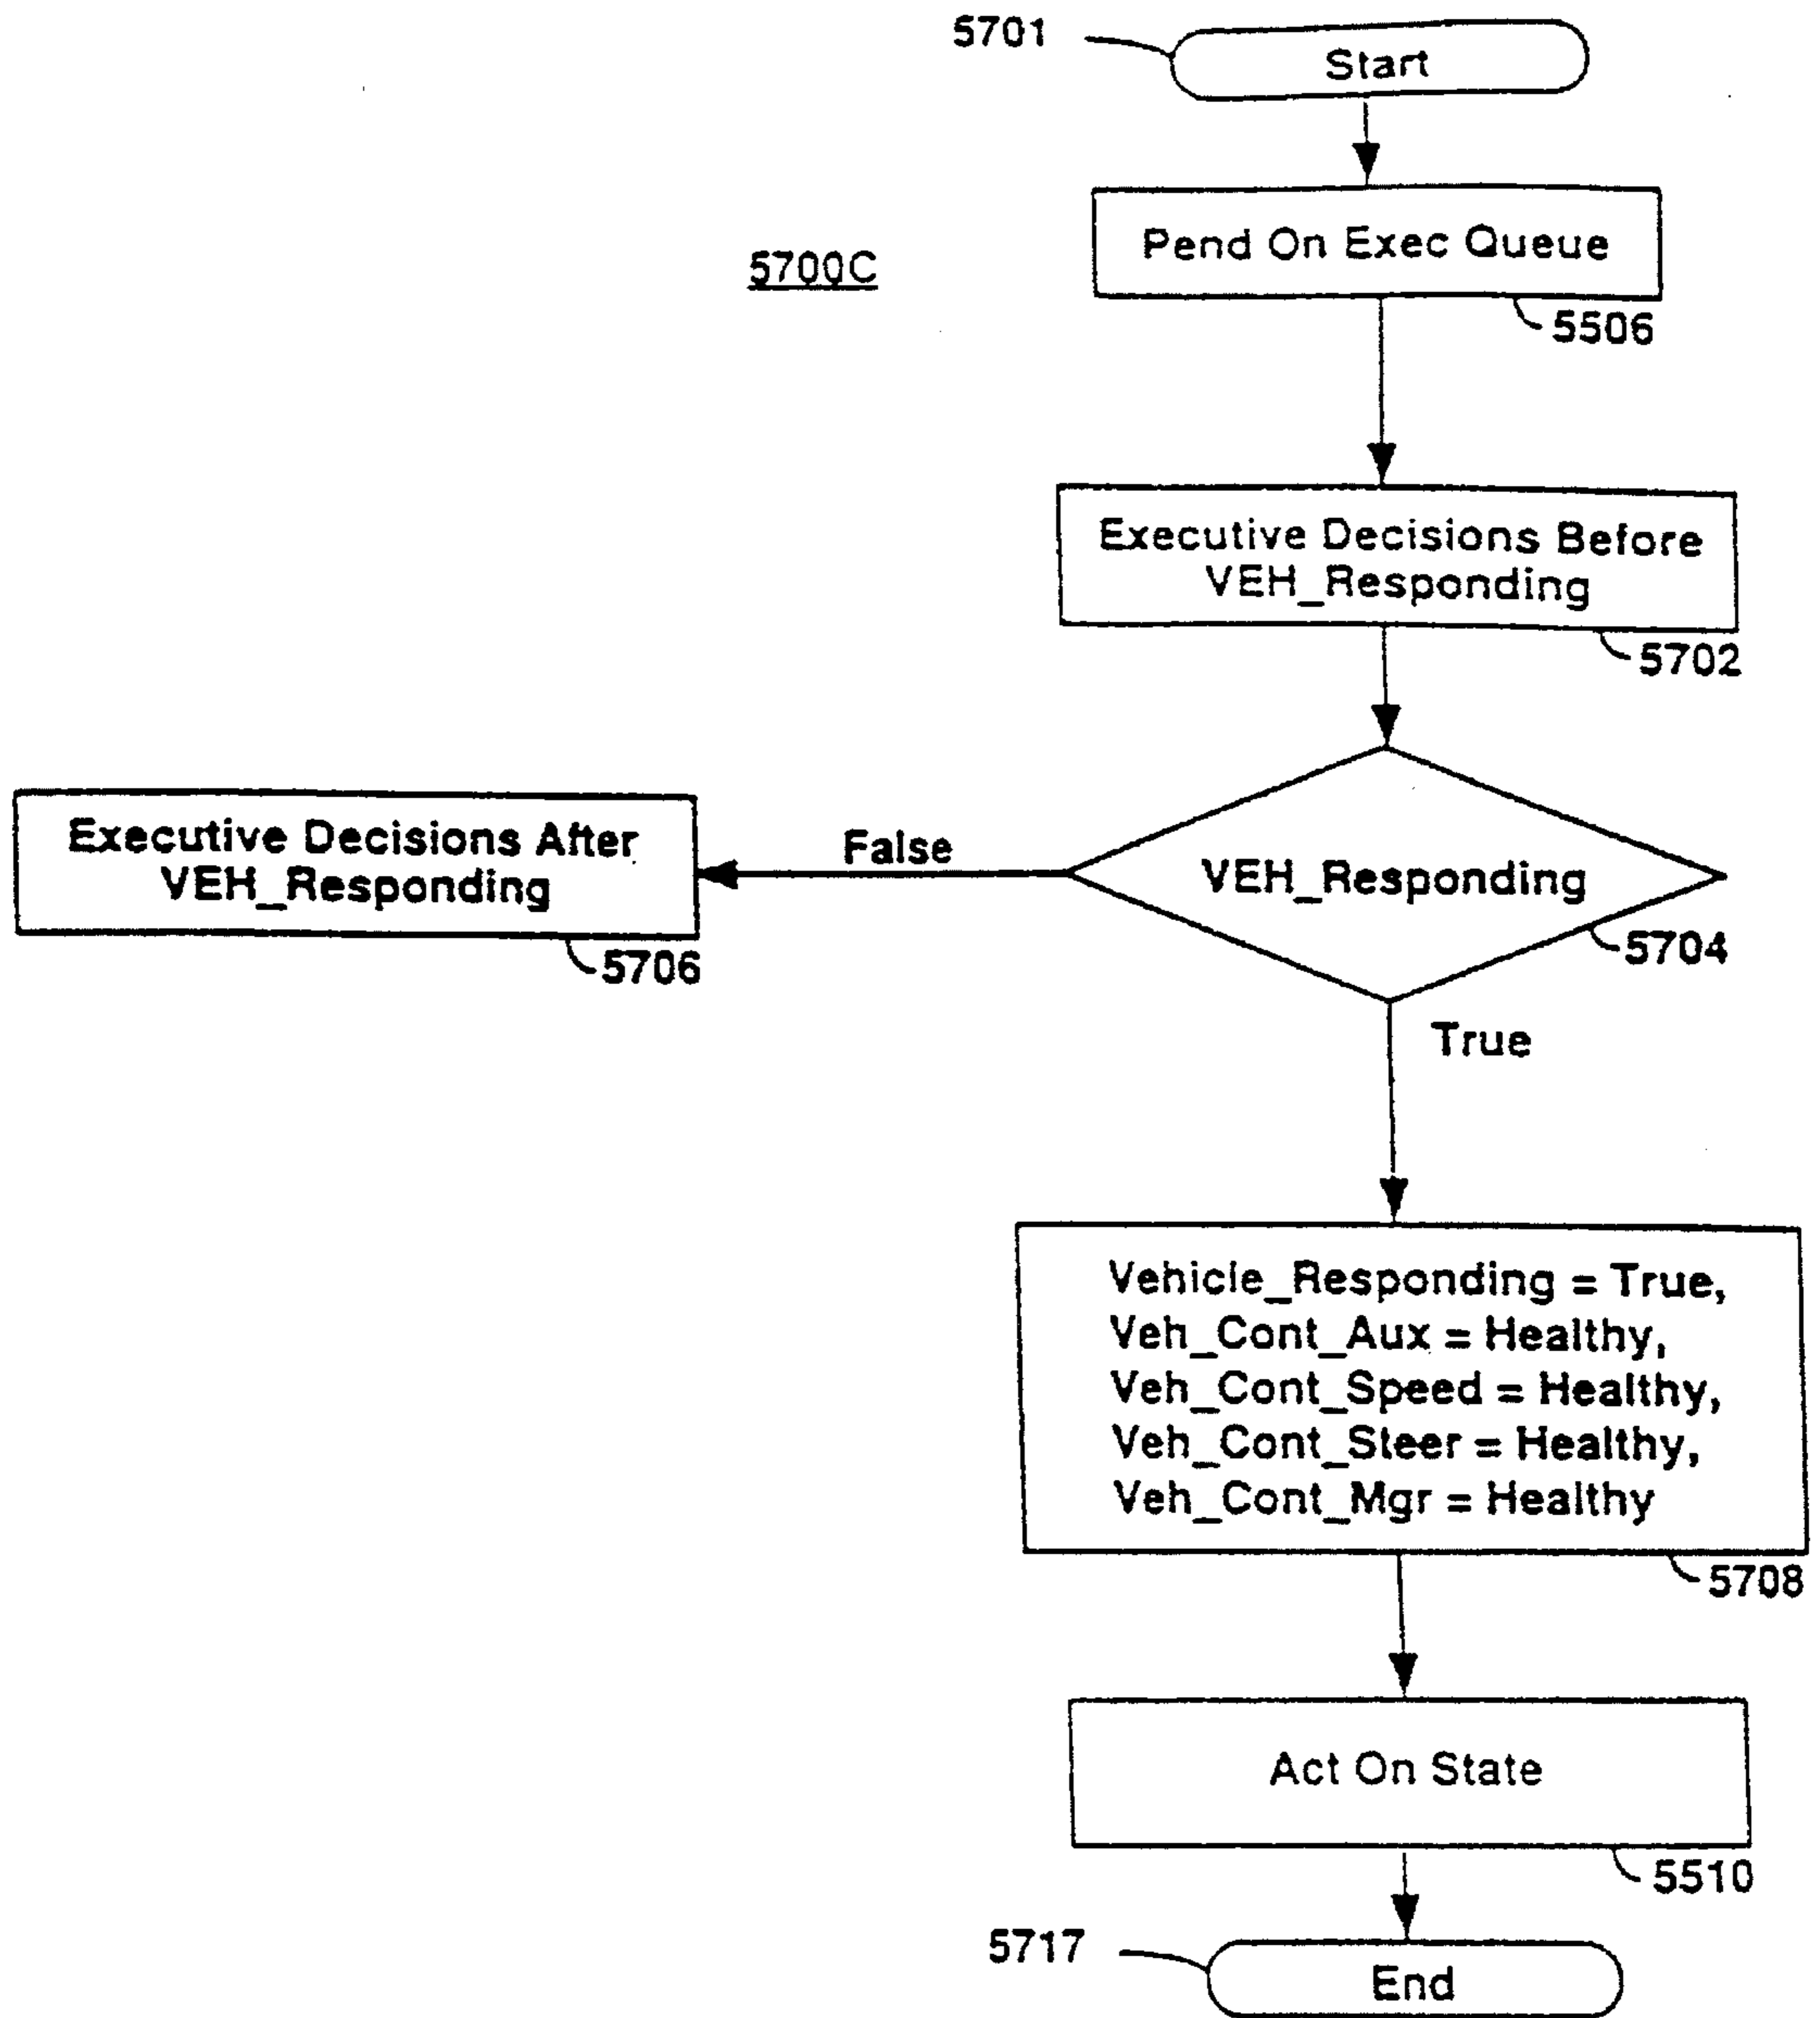 5701
Start
Pend On Exec Queue
5700C
5506
Executive Decisions Before
VEH_Responding
5702
Executive Decisions After
VEH_Responding
5706
False
VEH_Responding
5704
True
Vehicle_Responding = True,
Veh_Cont_Aux = Healthy,
Veh_Cont_Speed = Healthy,
Veh_Cont_Steer = Healthy,
Veh_Cont_Mgr = Healthy
5708
Act On State
5510
5717
End